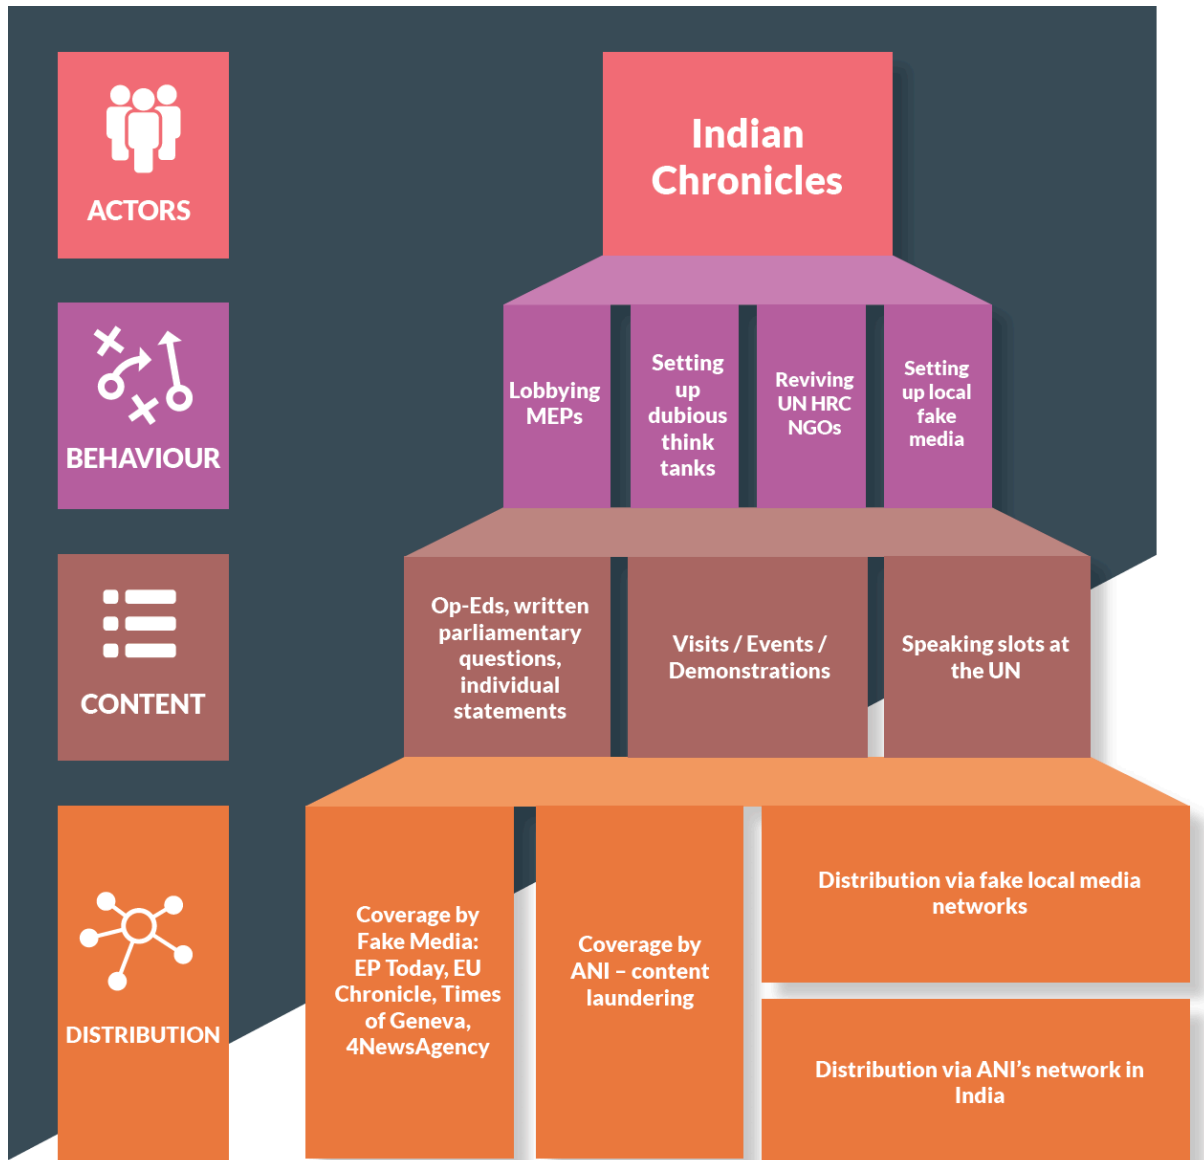 ACTORS
Indian
Chronicles
BEHAVIOUR
Lobbying
MEPs
Setting
up
dubious
think
tanks
Reviving
UN HRC
NGOs
Setting
up local
fake
media
CONTENT
Op-Eds, written
parliamentary
questions,
individual
statements
Visits / Events /
Demonstrations
Speaking slots at
the UN
DISTRIBUTION
Coverage by
Fake Media:
EP Today, EU
Chronicle, Times
of Geneva,
4NewsAgency
Coverage by
ANI – content
laundering
Distribution via fake local media
networks
Distribution via ANI’s network in
India